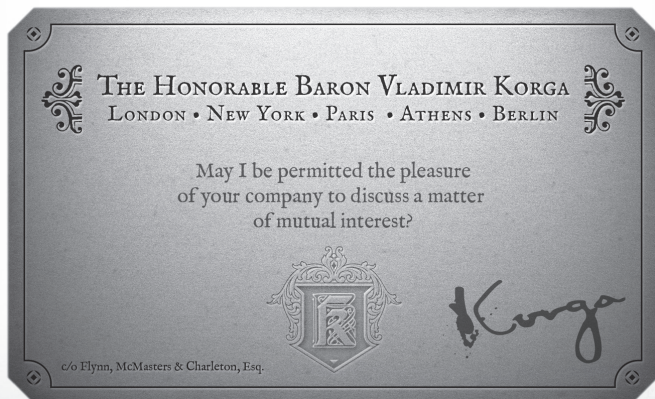 The Honorable Baron Vladimir Korga
London • New York • Paris • Athens • Berlin
May I be permitted the pleasure
of your company to discuss a matter
of mutual interest?
K
Korga
c/o Flynn, McMasters & Charleton, Esq.